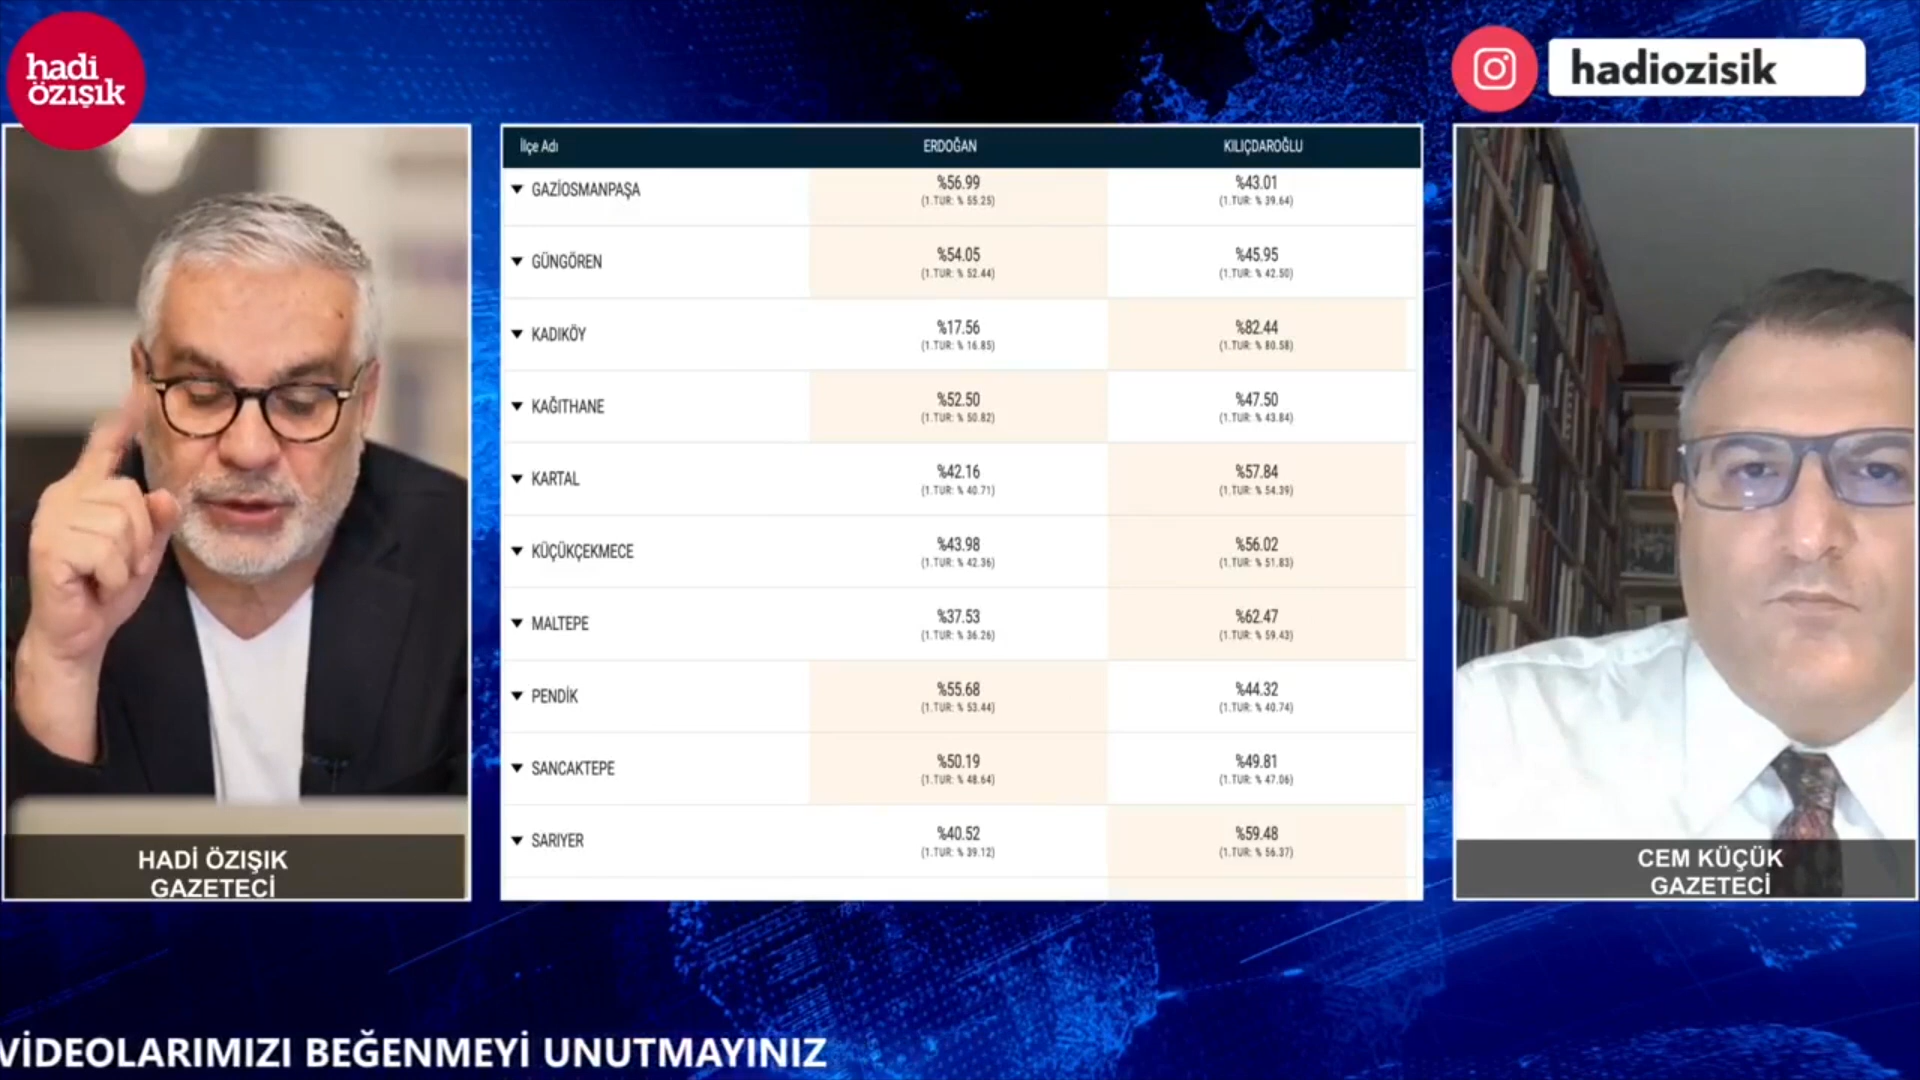 hadi
özışık
hadiozisik
İlçe Adı ERDOĞAN KILIÇDAROĞLU
GAZİOSMANPAŞA %56.99 %43.01
(1.TUR: % 55.25) (1.TUR: % 39.64)
GÜNGÖREN %54.05 %45.95
(1.TUR: % 52.44) (1.TUR: % 42.50)
KADIKÖY %17.56 %82.44
(1.TUR: % 16.85) (1.TUR: % 80.58)
KAĞITHANE %52.50 %47.50
(1.TUR: % 50.82) (1.TUR: % 43.84)
KARTAL %42.16 %57.84
(1.TUR: % 40.71) (1.TUR: % 54.39)
KÜÇÜKÇEKMECE %43.98 %56.02
(1.TUR: % 42.36) (1.TUR: % 51.83)
MALTEPE %37.53 %62.47
(1.TUR: % 36.26) (1.TUR: % 59.43)
PENDİK %55.68 %44.32
(1.TUR: % 53.44) (1.TUR: % 40.74)
SANCAKTEPE %50.19 %49.81
(1.TUR: % 48.64) (1.TUR: % 47.06)
SARIYER %40.52 %59.48
(1.TUR: % 39.12) (1.TUR: % 56.37)
HADİ ÖZIŞIK
GAZETECİ
CEM KÜÇÜK
GAZETECİ
VİDEOLARIMIZI BEĞENMEYİ UNUTMAYINIZ